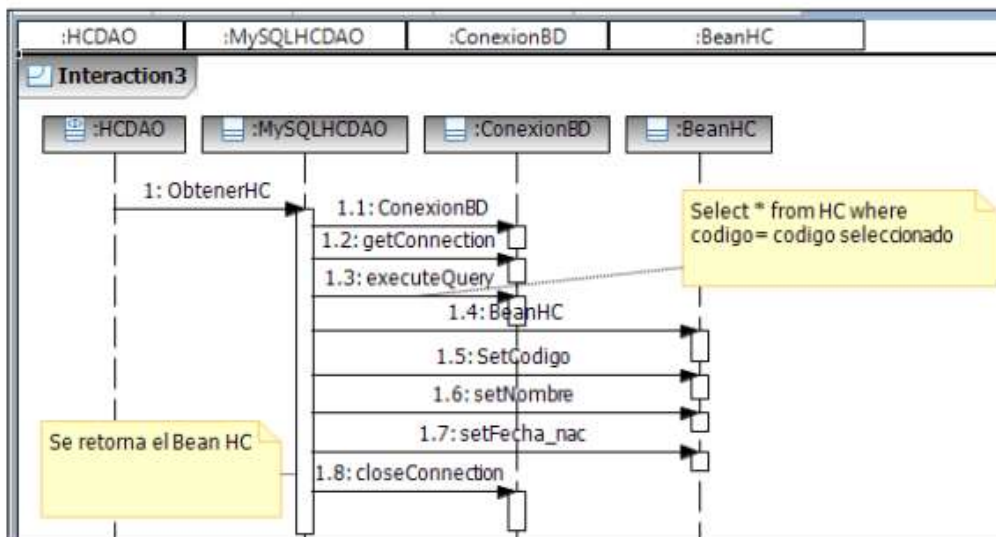 :HCDAO :MySQLHCDAO :ConexionBD :BeanHC
Interaction3
:HCDAO :MySQLHCDAO :ConexionBD :BeanHC
1: ObtenerHC
1.1: ConexionBD
1.2: getConnection
1.3: executeQuery
Select * from HC where
codigo= codigo seleccionado
1.4: BeanHC
1.5: SetCodigo
1.6: setNombre
1.7: setFecha_nac
Se retorna el Bean HC
1.8: closeConnection